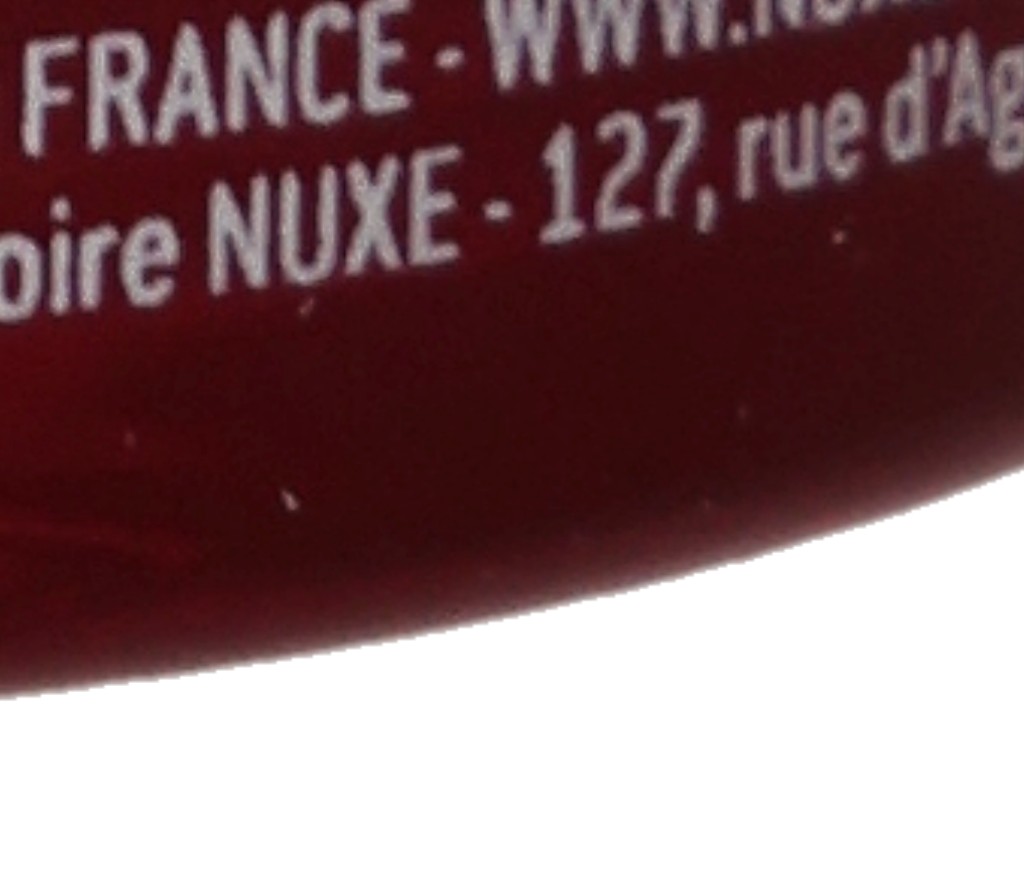 FRANCE - WWW.
oire NUXE - 127, rue d'Ag